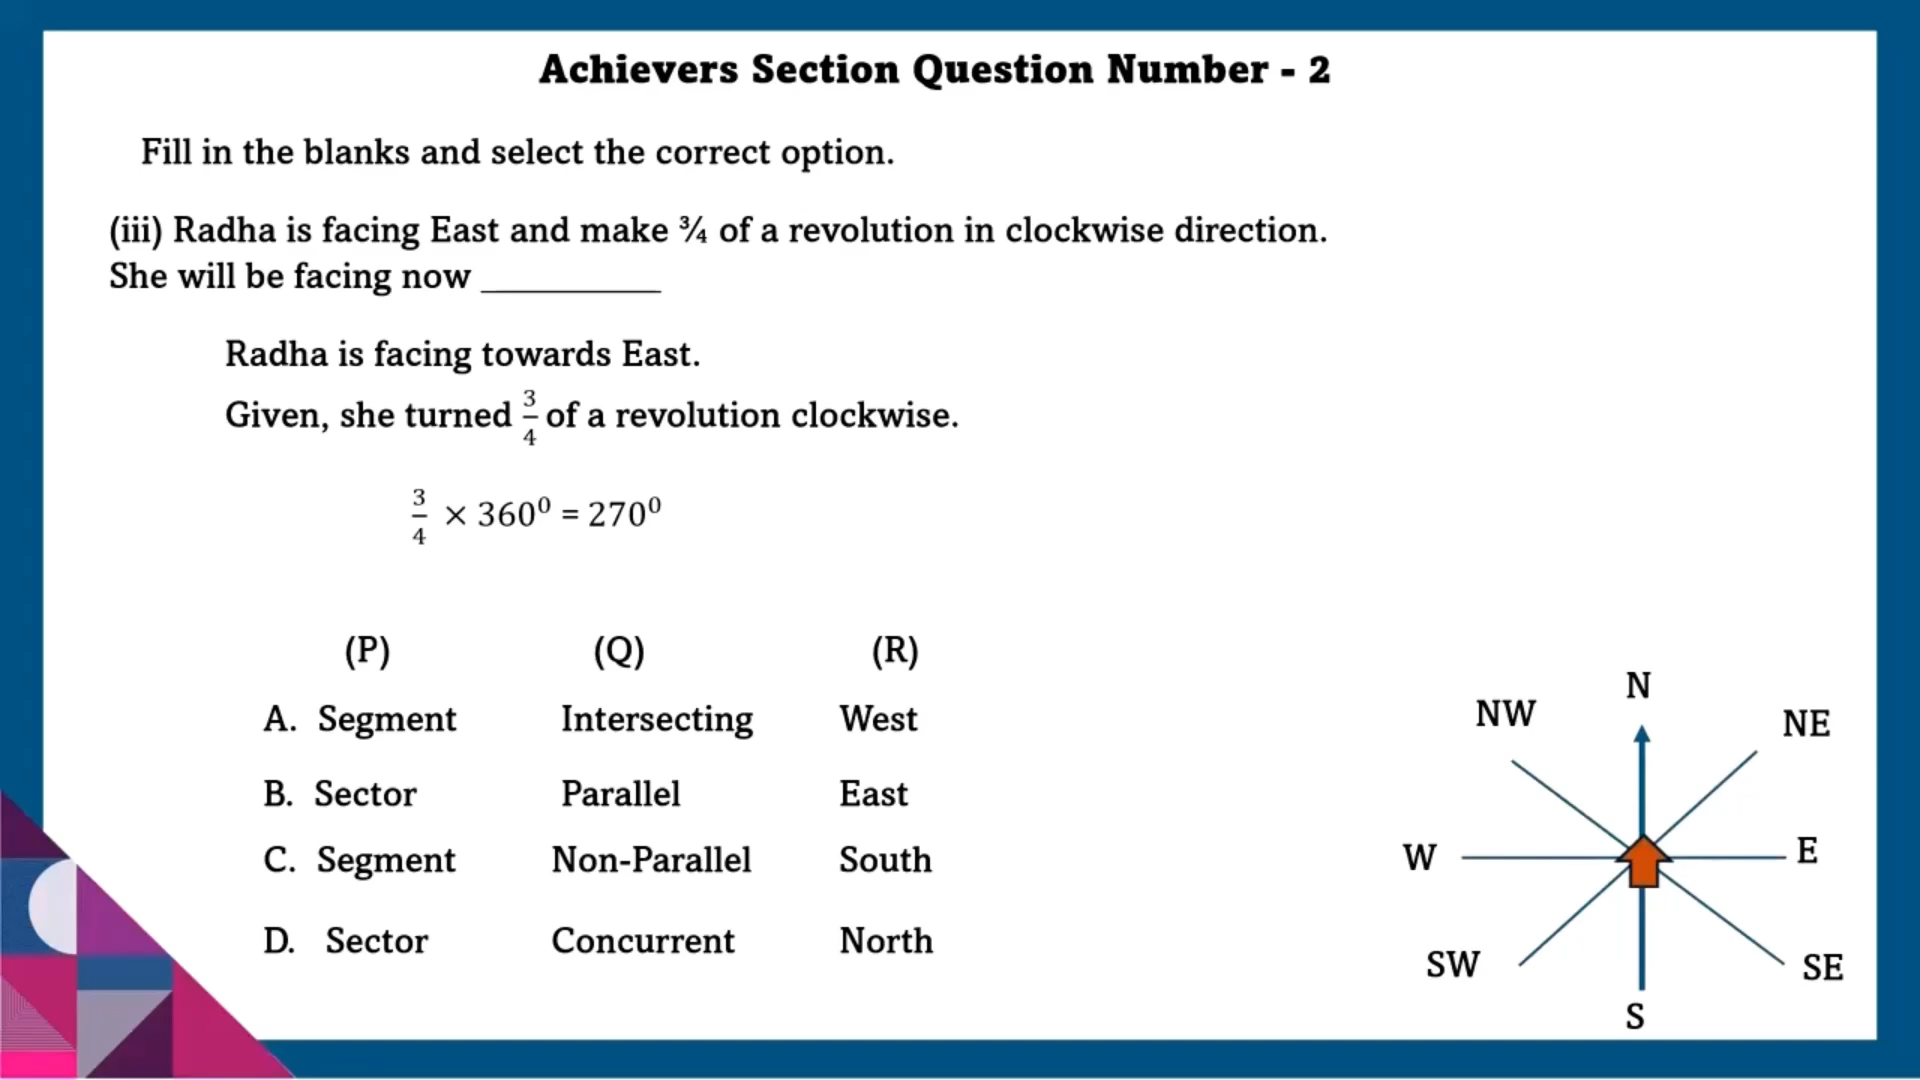 Achievers Section Question Number - 2
Fill in the blanks and select the correct option.
(iii) Radha is facing East and make ¾ of a revolution in clockwise direction.
She will be facing now __________
Radha is facing towards East.
Given, she turned 3/4 of a revolution clockwise.
3/4 × 360⁰ = 270⁰
(P) (Q) (R)
A. Segment Intersecting West
B. Sector Parallel East
C. Segment Non-Parallel South
D. Sector Concurrent North
N
NW NE
W E
SW SE
S